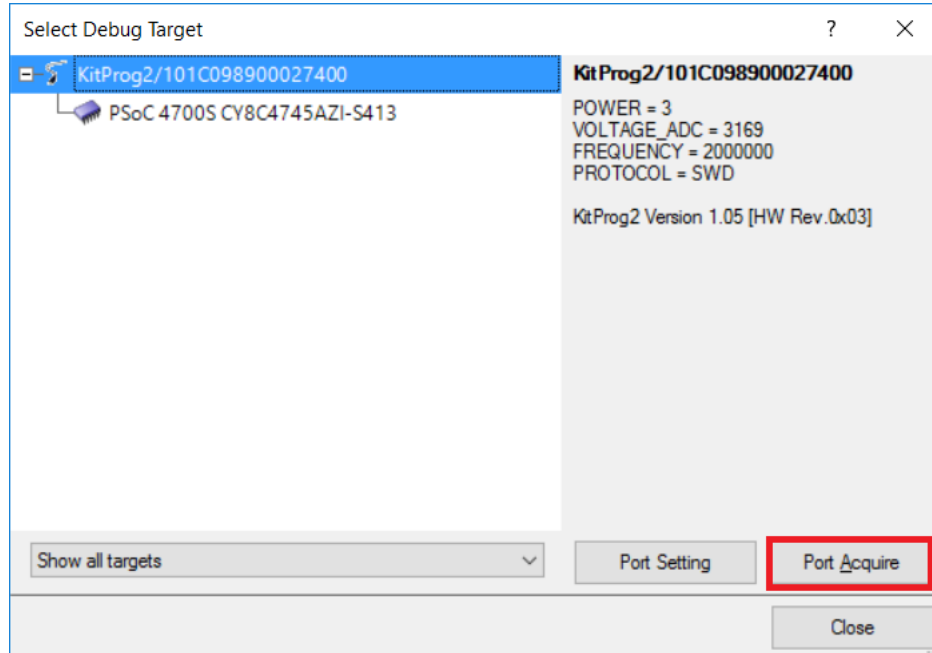 Select Debug Target
KitProg2/101C098900027400
PSoC 4700S CY8C4745AZI-S413
KitProg2/101C098900027400
POWER = 3
VOLTAGE_ADC = 3169
FREQUENCY = 2000000
PROTOCOL = SWD
KitProg2 Version 1.05 [HW Rev.0x03]
Show all targets
Port Setting
Port Acquire
Close